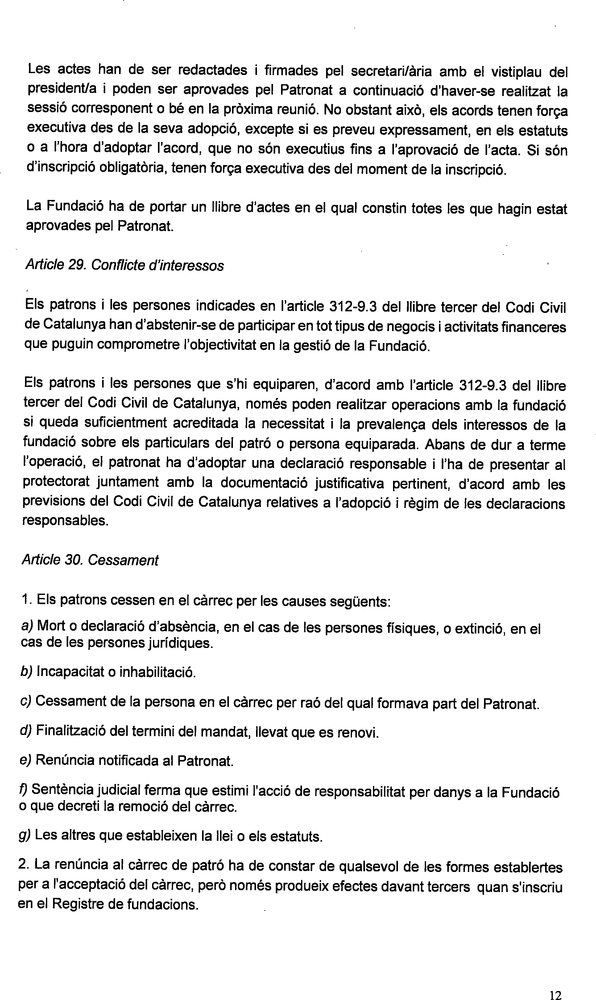 Les actes han de ser redactades i firmades pel secretari/ària amb el vistiplau del
president/a i poden ser aprovades pel Patronat a continuació d'haver-se realitzat la
sessió corresponent o bé en la pròxima reunió. No obstant això, els acords tenen força
executiva des de la seva adopció, excepte si es preveu expressament, en els estatuts
o a l'hora d'adoptar l'acord, que no són executius fins a l'aprovació de l'acta. Si són
d'inscripció obligatòria, tenen força executiva des del moment de la inscripció.
La Fundació ha de portar un llibre d'actes en el qual constin totes les que hagin estat
aprovades pel Patronat.
Article 29. Conflicte d'interessos
Els patrons i les persones indicades en l'article 312-9.3 del llibre tercer del Codi Civil
de Catalunya han d'abstenir-se de participar en tot tipus de negocis i activitats financeres
que puguin comprometre l'objectivitat en la gestió de la Fundació.
Els patrons i les persones que s'hi equiparen, d'acord amb l'article 312-9.3 del llibre
tercer del Codi Civil de Catalunya, només poden realitzar operacions amb la fundació
si queda suficientment acreditada la necessitat i la prevalença dels interessos de la
fundació sobre els particulars del patró o persona equiparada. Abans de dur a terme
l'operació, el patronat ha d'adoptar una declaració responsable i l'ha de presentar al
protectorat juntament amb la documentació justificativa pertinent, d'acord amb les
previsions del Codi Civil de Catalunya relatives a l'adopció i règim de les declaracions
responsables.
Article 30. Cessament
1. Els patrons cessen en el càrrec per les causes següents:
a) Mort o declaració d'absència, en el cas de les persones físiques, o extinció, en el
cas de les persones jurídiques.
b) Incapacitat o inhabilitació.
c) Cessament de la persona en el càrrec per raó del qual formava part del Patronat.
d) Finalització del termini del mandat, llevat que es renovi.
e) Renúncia notificada al Patronat.
f) Sentència judicial ferma que estimi l'acció de responsabilitat per danys a la Fundació
o que decreti la remoció del càrrec.
g) Les altres que estableixen la llei o els estatuts.
2. La renúncia al càrrec de patró ha de constar de qualsevol de les formes establertes
per a l'acceptació del càrrec, però només produeix efectes davant tercers quan s'inscriu
en el Registre de fundacions.
12